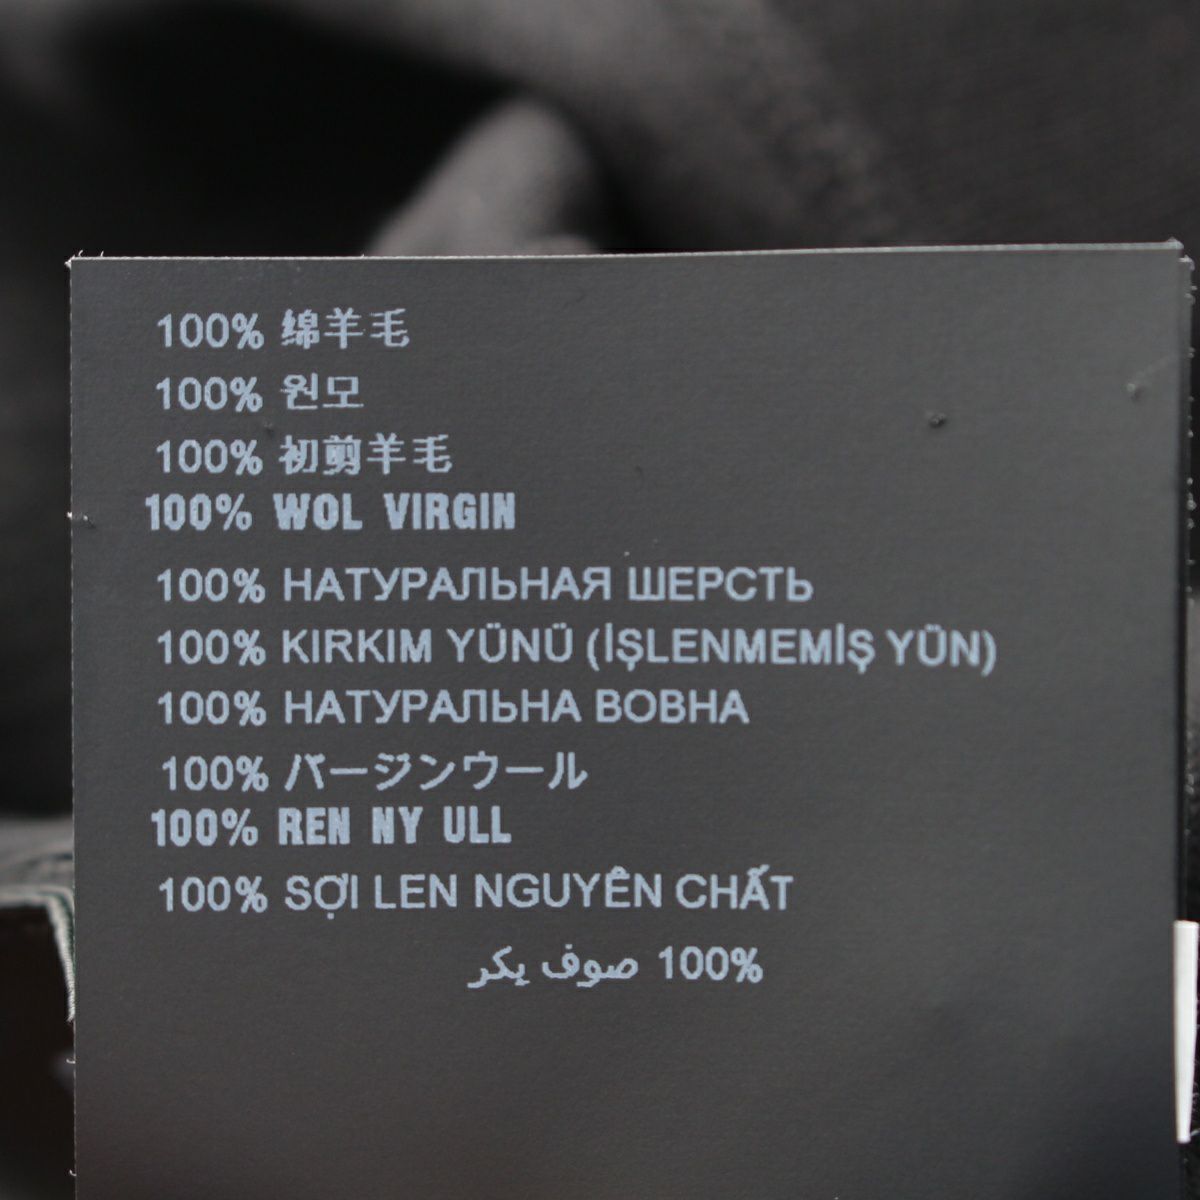 100% 绵羊毛
100% 원모
100% 初剪羊毛
100% WOL VIRGIN
100% НАТУРАЛЬНАЯ ШЕРСТЬ
100% KIRKIM YÜNÜ (İŞLENMEMİŞ YÜN)
100% НАТУРАЛЬНА ВОВНА
100% バージンウール
100% REN NY ULL
100% SỢI LEN NGUYÊN CHẤT
100% صوف يكر